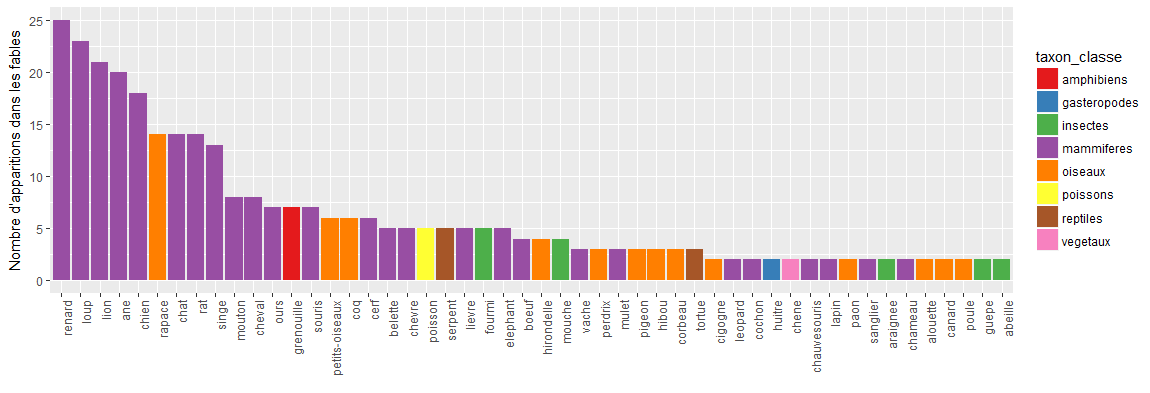 Nombre d'apparitions dans les fables
25
20
15
10
5
0
renard
loup
lion
ane
chien
rapace
chat
rat
singe
mouton
cheval
ours
grenouille
souris
petits-oiseaux
coq
cerf
belette
chevre
poisson
serpent
lievre
fourmi
elephant
boeuf
hirondelle
mouche
vache
perdrix
mulet
pigeon
hibou
corbeau
tortue
cigogne
leopard
cochon
huitre
chene
chauvesouris
lapin
paon
sanglier
araignee
chameau
alouette
canard
poule
guepe
abeille
taxon_classe
amphibiens
gasteropodes
insectes
mammiferes
oiseaux
poissons
reptiles
vegetaux